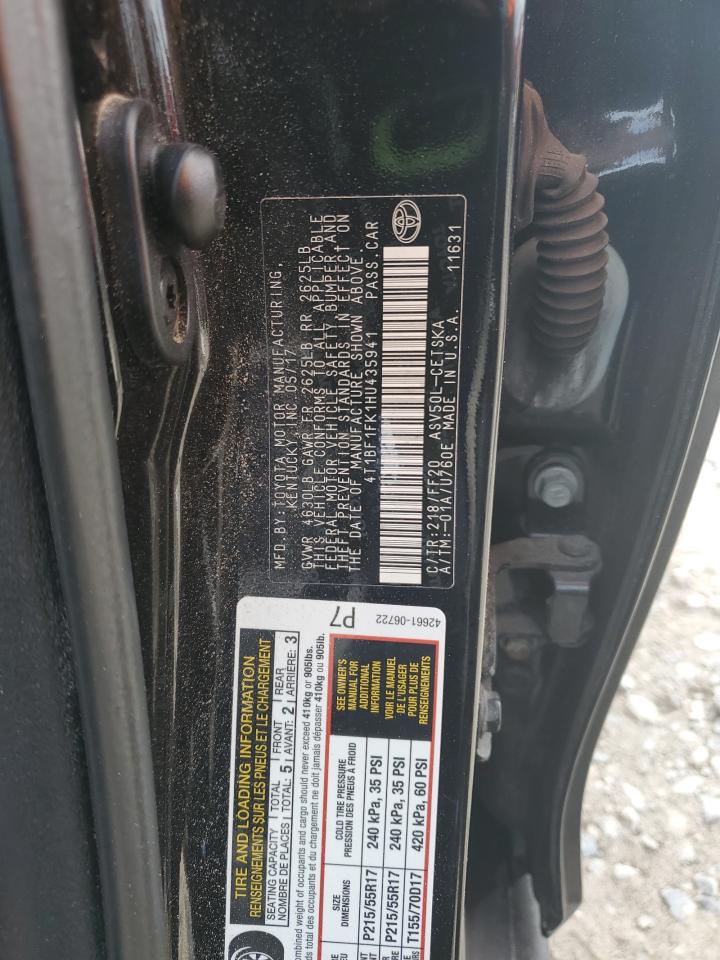 MFD.BY:TOYOTA MOTOR MANUFACTURING,
KENTUCKY, INC. 05/17
GVWR 4630LB GAWR FR 2625LB RR 2625LB
THIS VEHICLE CONFORMS TO ALL APPLICABLE
FEDERAL MOTOR VEHICLE SAFETY, BUMPER, AND
THEFT PREVENTION STANDARDS IN EFFECT ON
THE DATE OF MANUFACTURE SHOWN ABOVE.
4T1BF1FK1HU435941 PASS.CAR
C/TR:218/FF20 ASV50L-CETSKA
A/TM:-01A/U760E MADE IN U.S.A. 11631
P7
42661-06722
TIRE AND LOADING INFORMATION
RENSEIGNEMENTS SUR LES PNEUS ET LE CHARGEMENT
SEATING CAPACITY TOTAL 5 FRONT 2 REAR 3
NOMBRE DE PLACES TOTAL: AVANT: ARRIÈRE:
weight of occupants and cargo should never exceed 410kg or 905lbs.
total des occupants et du chargement ne doit jamais dépasser 410kg ou 905lb.
SIZE
DIMENSIONS
COLD TIRE PRESSURE
PRESSION DES PNEUS À FROID
SEE OWNER'S
MANUAL FOR
ADDITIONAL
INFORMATION
P215/55R17 240 kPa, 35 PSI
P215/55R17 240 kPa, 35 PSI
T155/70D17 420 kPa, 60 PSI
VOIR LE MANUEL
DE L'USAGER
POUR PLUS DE
RENSEIGNEMENTS